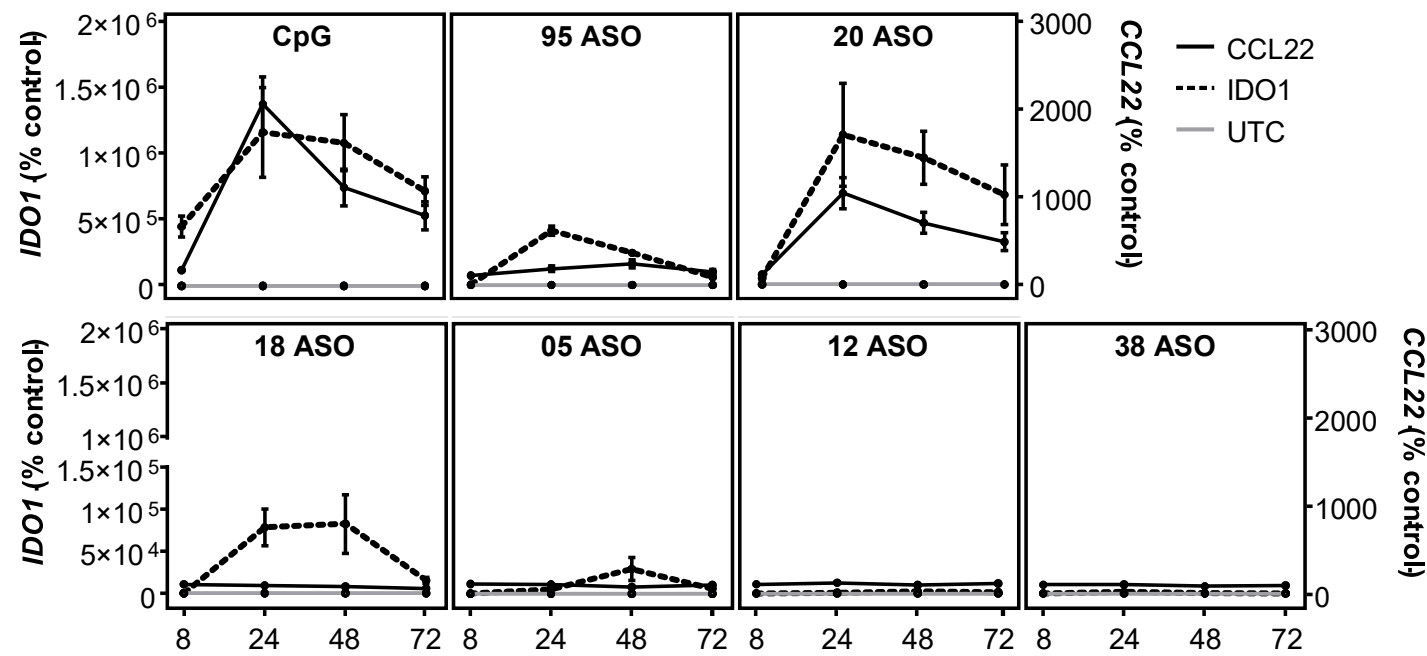 CpG
95 ASO
20 ASO
IDO1 (% control)
2×10⁶
1.5×10⁶
1×10⁶
5×10⁵
0
3000
2000
1000
0
CCL22 (% control)
CCL22
IDO1
UTC
18 ASO
05 ASO
12 ASO
38 ASO
IDO1 (% control)
2×10⁶
1.5×10⁶
1×10⁶
1.5×10⁵
1×10⁵
5×10⁴
0
3000
2000
1000
0
CCL22 (% control)
8 24 48 72
8 24 48 72
8 24 48 72
8 24 48 72